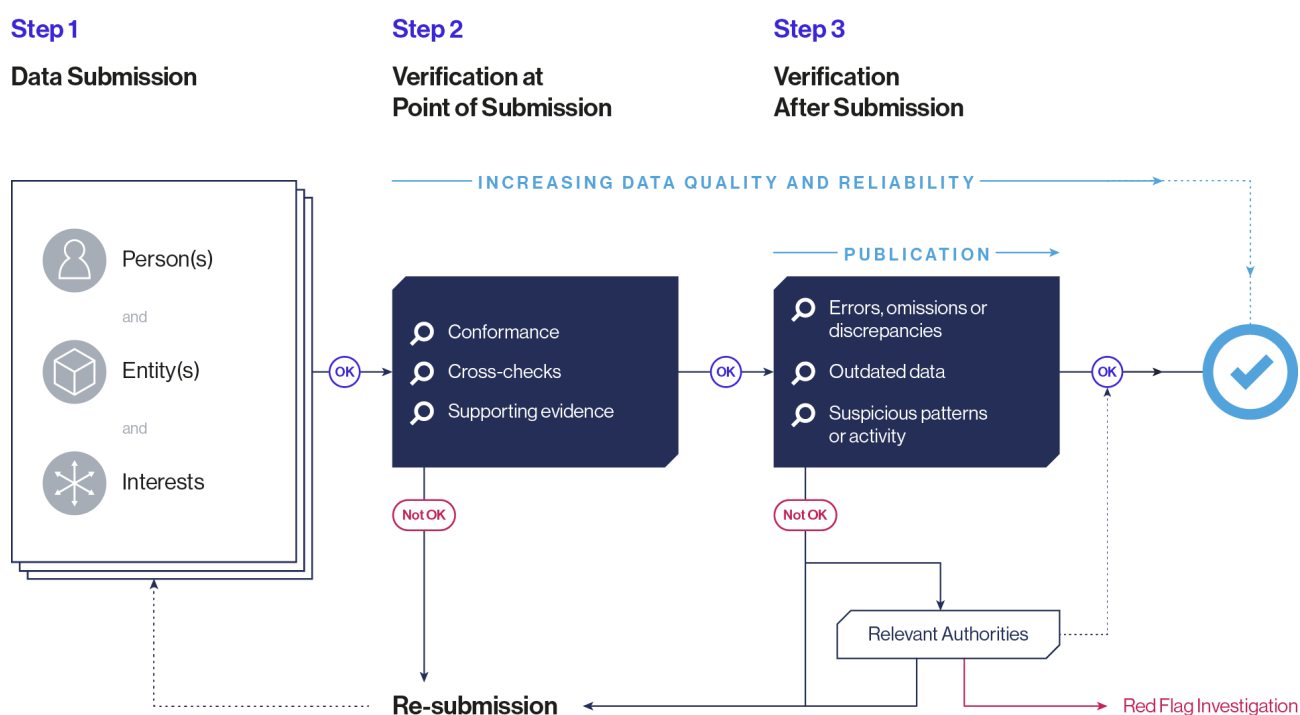 Step 1
Data Submission
Step 2
Verification at
Point of Submission
Step 3
Verification
After Submission
INCREASING DATA QUALITY AND RELIABILITY
PUBLICATION
Person(s)
and
Entity(s)
and
Interests
OK
Conformance
Cross-checks
Supporting evidence
OK
Errors, omissions or
discrepancies
Outdated data
Suspicious patterns
or activity
OK
Not OK
Not OK
Relevant Authorities
Re-submission
Red Flag Investigation